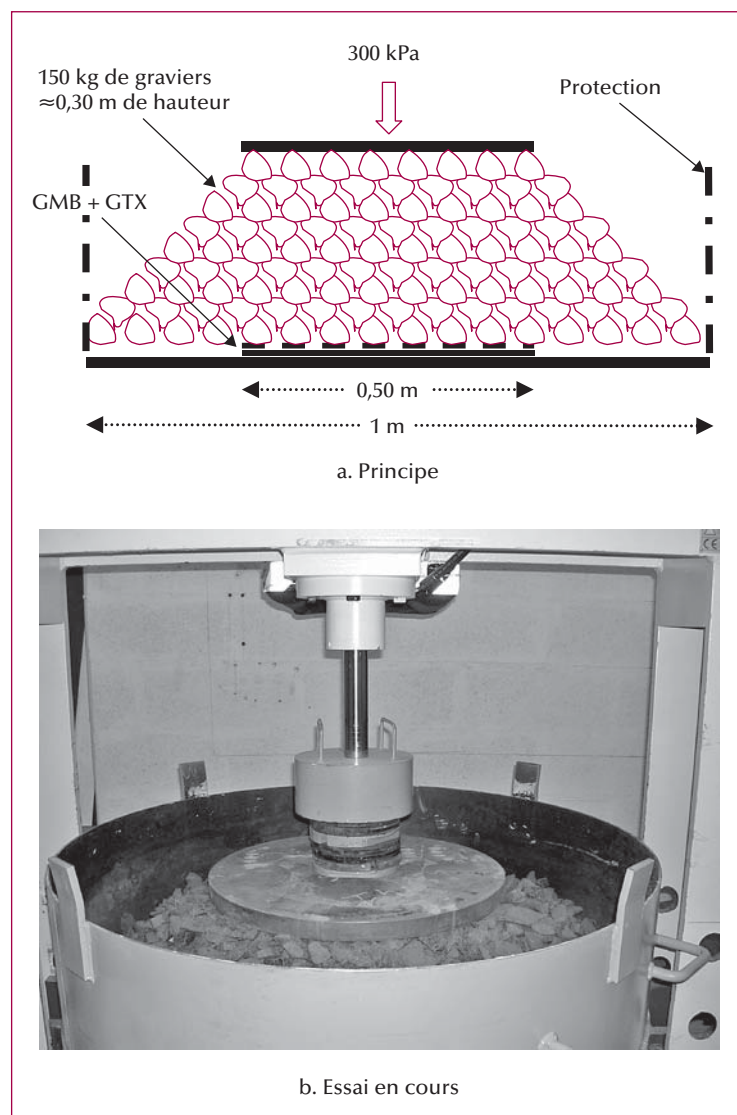 300 kPa
150 kg de graviers
≈0,30 m de hauteur
Protection
GMB + GTX
0,50 m
1 m
a. Principe
b. Essai en cours